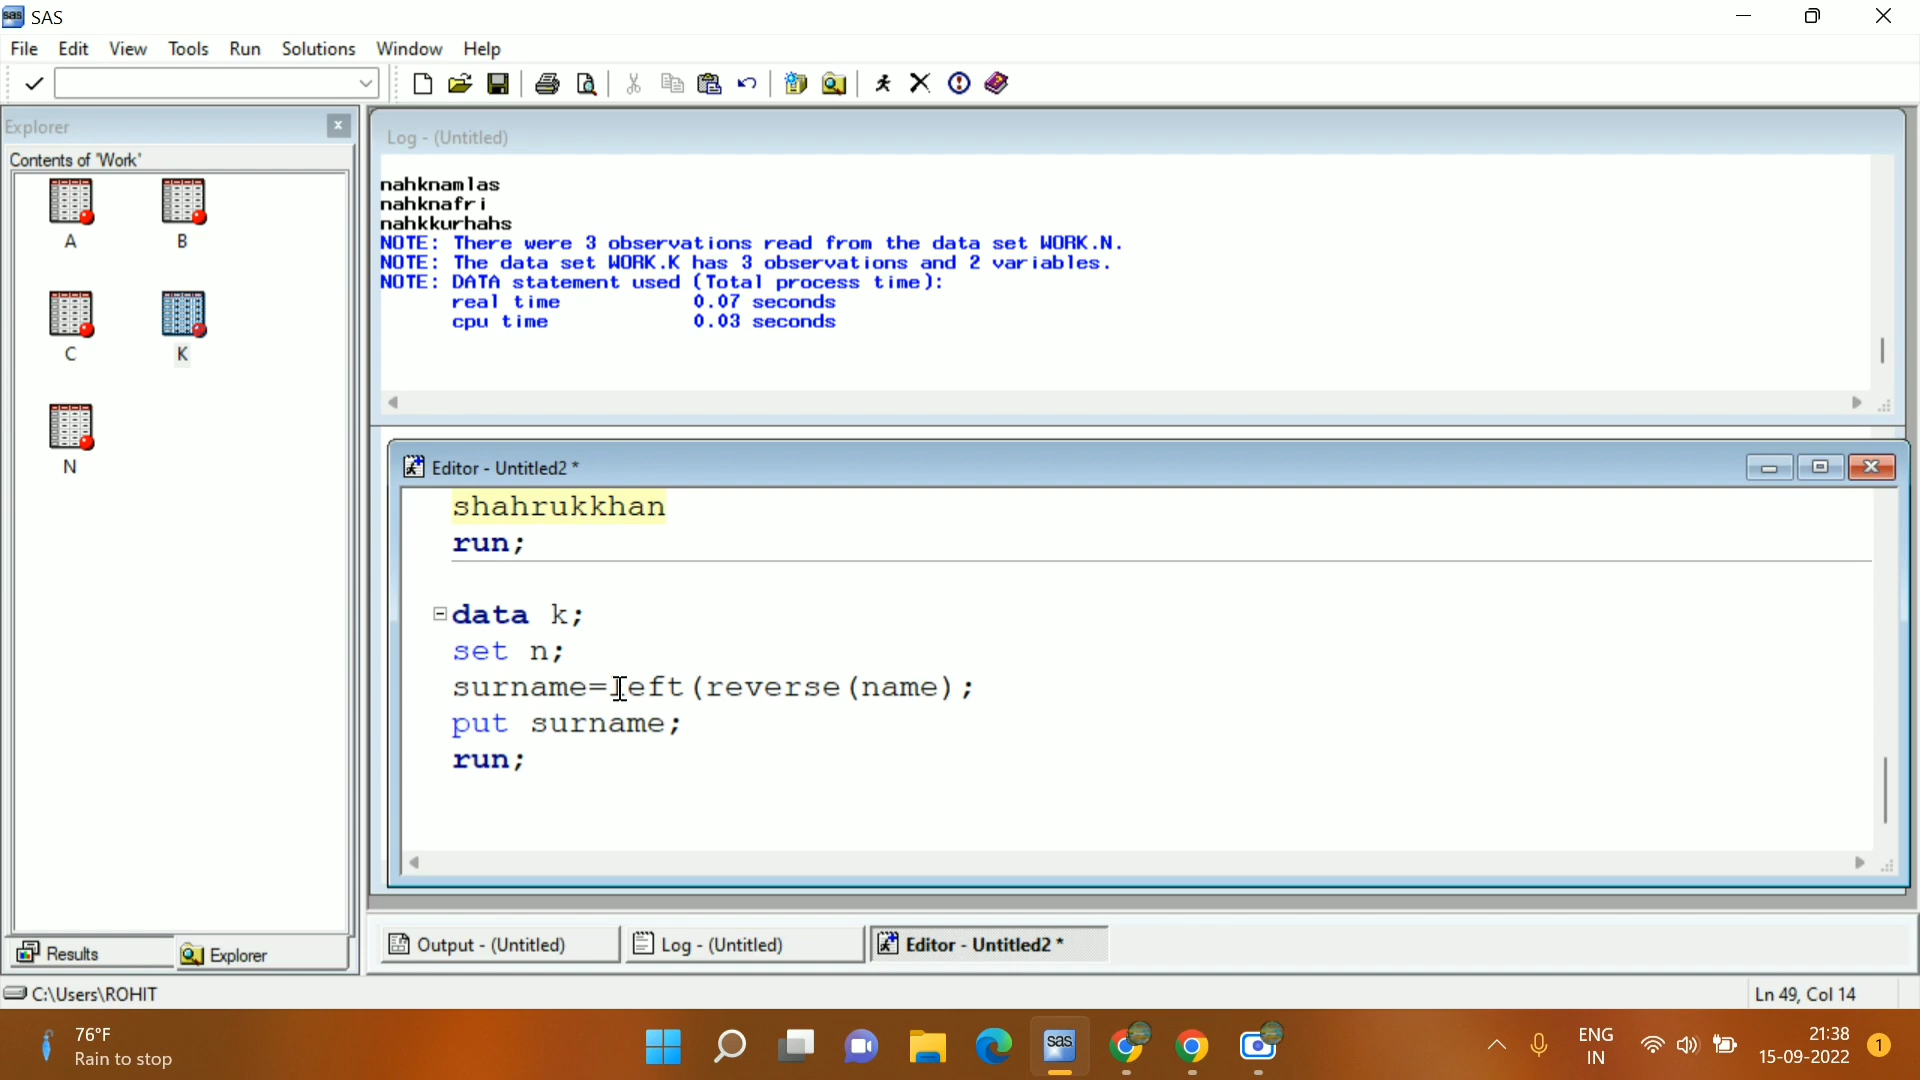 SAS
File Edit View Tools Run Solutions Window Help
Explorer
Contents of 'Work'
A B
C K
N
Log - (Untitled)
nahknamlas
nahknafri
nahkkurhahs
NOTE: There were 3 observations read from the data set WORK.N.
NOTE: The data set WORK.K has 3 observations and 2 variables.
NOTE: DATA statement used (Total process time):
real time 0.07 seconds
cpu time 0.03 seconds
Editor - Untitled2 *
shahrukkhan
run;
data k;
set n;
surname=left(reverse(name);
put surname;
run;
Results Explorer
Output - (Untitled) Log - (Untitled) Editor - Untitled2 *
C:\Users\ROHIT Ln 49, Col 14
76°F
Rain to stop
sas
ENG
IN
21:38
15-09-2022
1